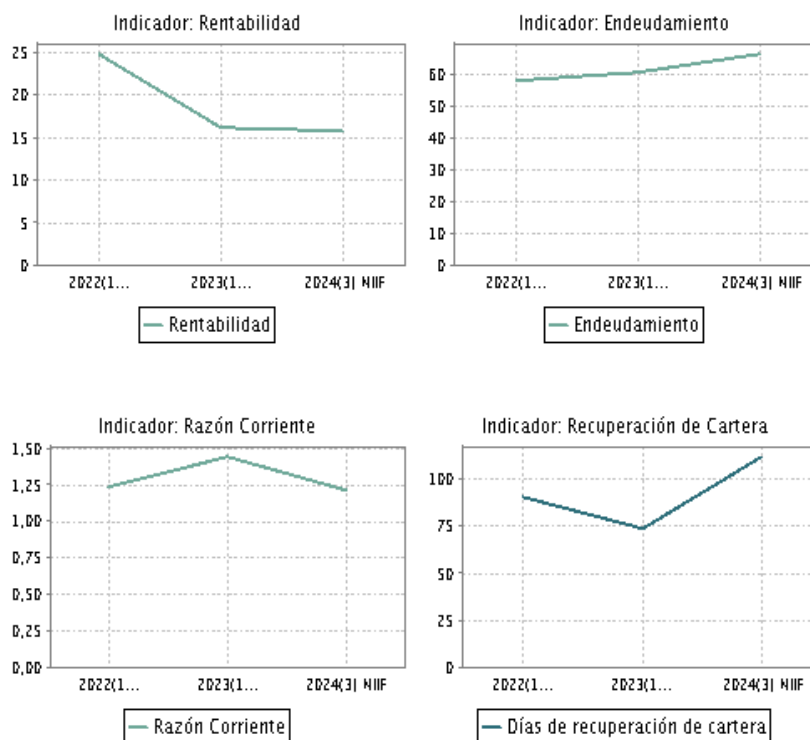 Indicador: Rentabilidad
25
20
15
10
5
0
2022(1... 2023(1... 2024(3) NIIF
Rentabilidad
Indicador: Endeudamiento
60
50
40
30
20
10
0
2022(1... 2023(1... 2024(3) NIIF
Endeudamiento
Indicador: Razón Corriente
1,50
1,25
1,00
0,75
0,50
0,25
0,00
2022(1... 2023(1... 2024(3) NIIF
Razón Corriente
Indicador: Recuperación de Cartera
100
75
50
25
0
2022(1... 2023(1... 2024(3) NIIF
Días de recuperación de cartera